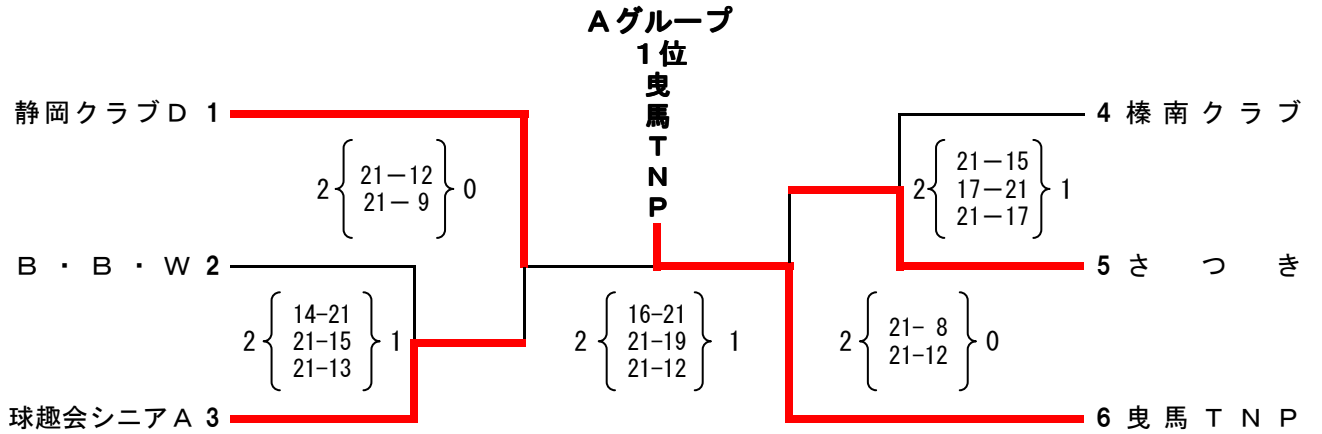 Aグループ
1位
曳馬TNP
静岡クラブD 1
4 榛南クラブ
2 21-12 0
21- 9
2 21-15 1
17-21
21-17
B・B・W 2
5 さつき
2 14-21 1
21-15
21-13
2 16-21 1
21-19
21-12
2 21- 8 0
21-12
球趣会シニアA 3
6 曳馬TNP